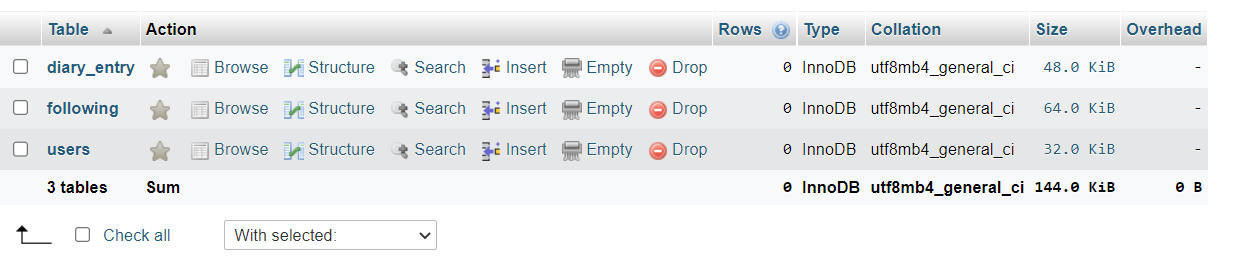 Table Action Rows Type Collation Size Overhead
diary_entry Browse Structure Search Insert Empty Drop 0 InnoDB utf8mb4_general_ci 48.0 KiB -
following Browse Structure Search Insert Empty Drop 0 InnoDB utf8mb4_general_ci 64.0 KiB -
users Browse Structure Search Insert Empty Drop 0 InnoDB utf8mb4_general_ci 32.0 KiB -
3 tables Sum 0 InnoDB utf8mb4_general_ci 144.0 KiB 0 B
Check all With selected: